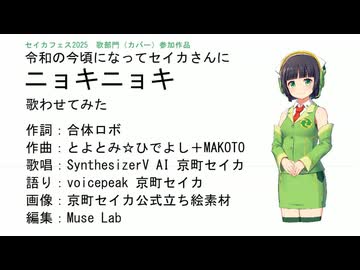 セイカフェス2025　歌部門（カバー）参加作品
令和の今頃になってセイカさんに
ニョキニョキ
歌わせてみた
作詞：合体ロボ
作曲：とよとみ☆ひでよし＋MAKOTO
歌唱：SynthesizerV AI 京町セイカ
語り：voicepeak 京町セイカ
画像：京町セイカ公式立ち絵素材
編集：Muse Lab